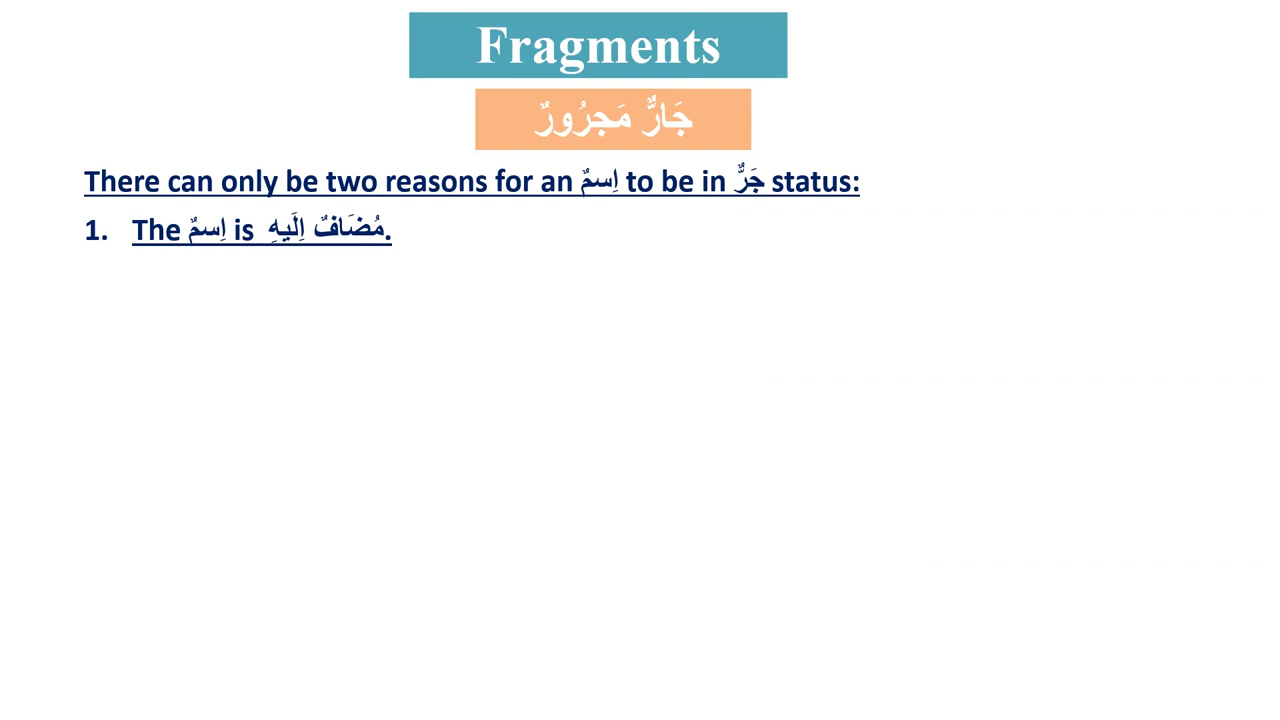 Fragments
جَارٌّ مَجرُورٌ
There can only be two reasons for an اِسمٌ to be in جَرٌّ status:
1. The اِسمٌ is مُضَافٌ اِلَيهِ.